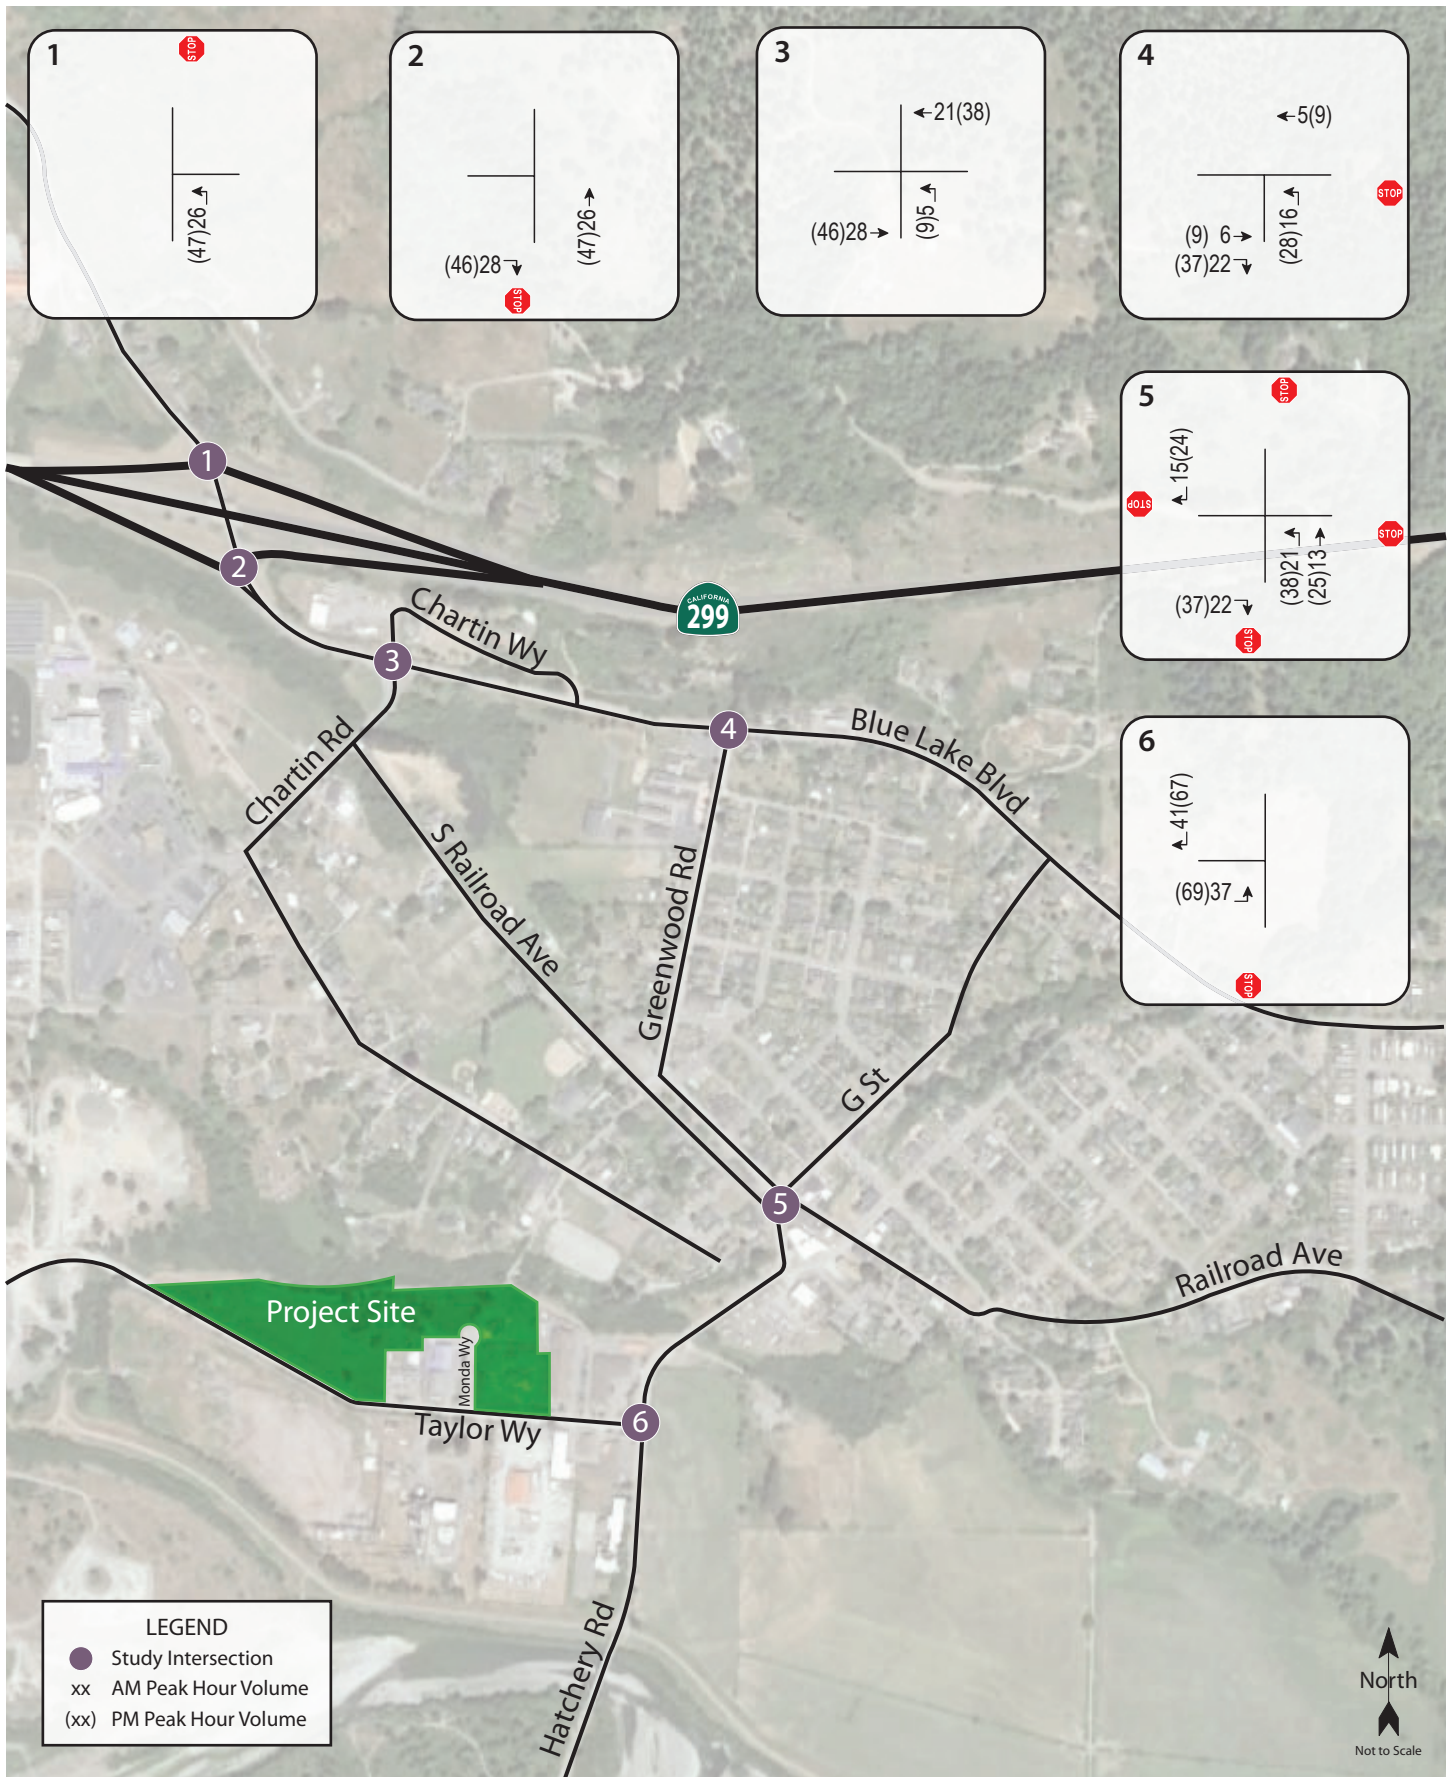 1
STOP
(47)26
2
(46)28
(47)26
STOP
3
21(38)
(46)28
(9)5
4
5(9)
STOP
(9) 6
(37)22
(28)16
5
STOP
15(24)
STOP
STOP
(38)21
(25)13
(37)22
STOP
6
41(67)
(69)37
STOP
1
2
CALIFORNIA
299
Chartin Wy
3
4
Blue Lake Blvd
Chartin Rd
S Railroad Ave
Greenwood Rd
G St
5
Railroad Ave
Project Site
Monda Wy
Taylor Wy
6
Hatchery Rd
LEGEND
Study Intersection
xx AM Peak Hour Volume
(xx) PM Peak Hour Volume
North
Not to Scale